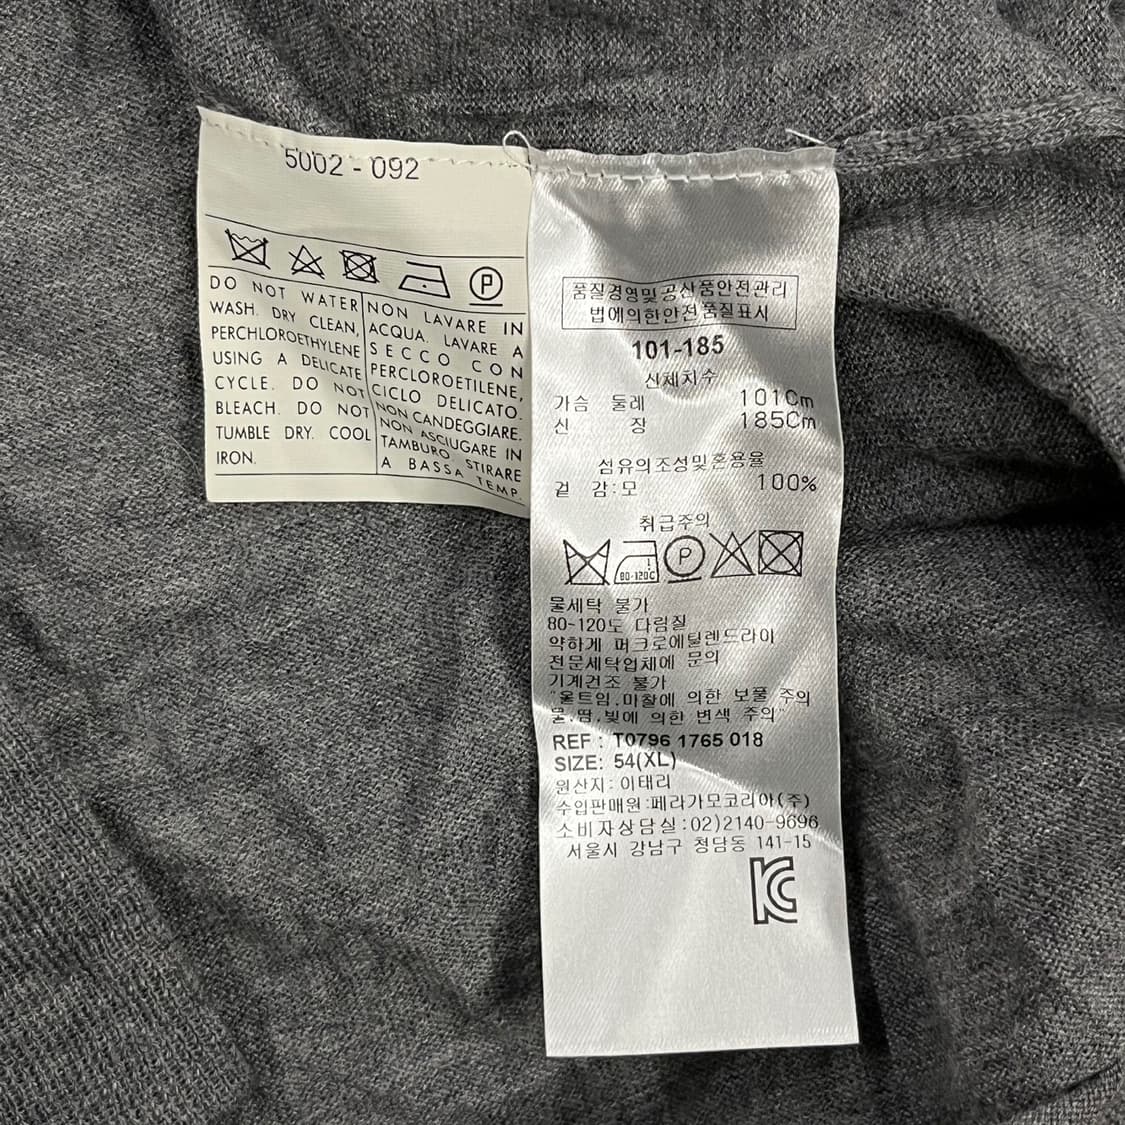 5002-092
DO NOT WATER
WASH. DRY CLEAN,
PERCHLOROETHYLENE
USING A DELICATE
CYCLE. DO NOT
BLEACH. DO NOT
TUMBLE DRY. COOL
IRON.
NON LAVARE IN
ACQUA. LAVARE A
SECCO CON
PERCLOROETILENE,
CICLO DELICATO.
NON CANDEGGIARE.
NON ASCIUGARE IN
TAMBURO. STIRARE
A BASSA TEMP.
품질경영및 공산품안전관리
법에의한안전품질표시
101-185
신체치수
가슴 둘레 101Cm
신 장 185Cm
섬유의조성및혼용율
겉 감:모 100%
취급주의
80-120C
물세탁 불가
80-120도 다림질
약하게 퍼크로에틸렌드라이
전문세탁업체에 문의
기계건조 불가
"올트임,마찰에 의한 보풀 주의
물,땀,빛에 의한 변색 주의"
REF : T0796 1765 018
SIZE: 54(XL)
원산지: 이태리
수입판매원:페라가모코리아(주)
소비자상담실:02)2140-9696
서울시 강남구 청담동 141-15
KC